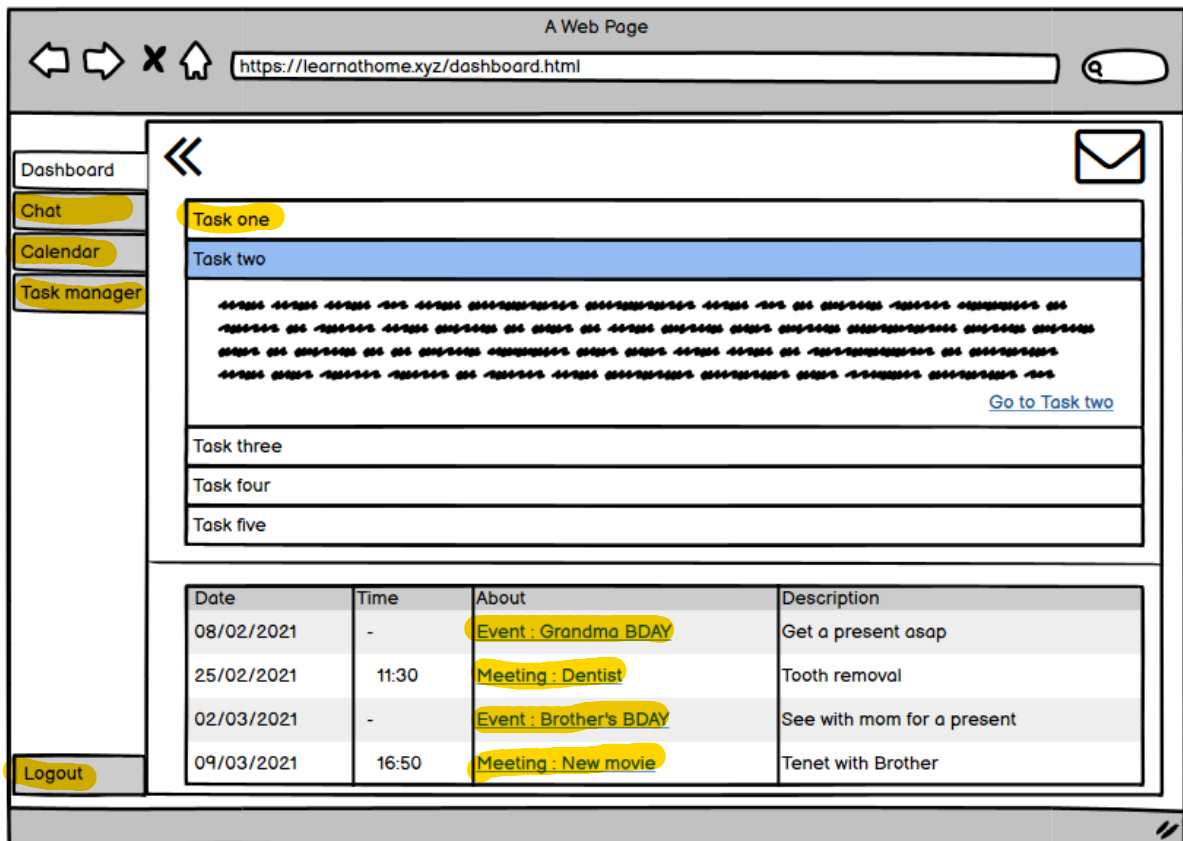 A Web Page
https://learnathome.xyz/dashboard.html
Dashboard
Chat
Calendar
Task manager
Logout
Task one
Task two
Go to Task two
Task three
Task four
Task five
Date Time About Description
08/02/2021 - Event : Grandma BDAY Get a present asap
25/02/2021 11:30 Meeting : Dentist Tooth removal
02/03/2021 - Event : Brother's BDAY See with mom for a present
09/03/2021 16:50 Meeting : New movie Tenet with Brother